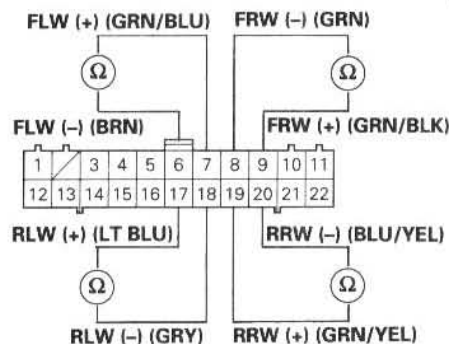 FLW (+) (GRN/BLU) FRW (–) (GRN)
Ω Ω
FLW (–) (BRN) FRW (+) (GRN/BLK)
1 3 4 5 6 7 8 9 10 11
12 13 14 15 16 17 18 19 20 21 22
RLW (+) (LT BLU) RRW (–) (BLU/YEL)
Ω Ω
RLW (–) (GRY) RRW (+) (GRN/YEL)